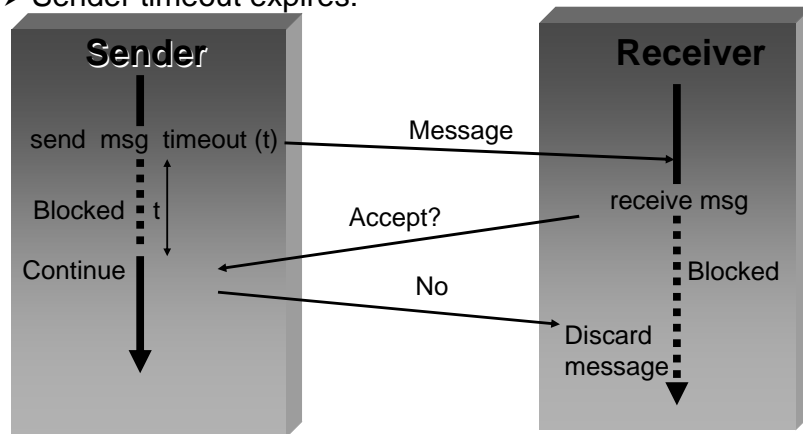 ➢ Sender timeout expires:
Sender
Receiver
send msg timeout (t)
Message
Blocked t
receive msg
Accept?
Continue
Blocked
No
Discard
message